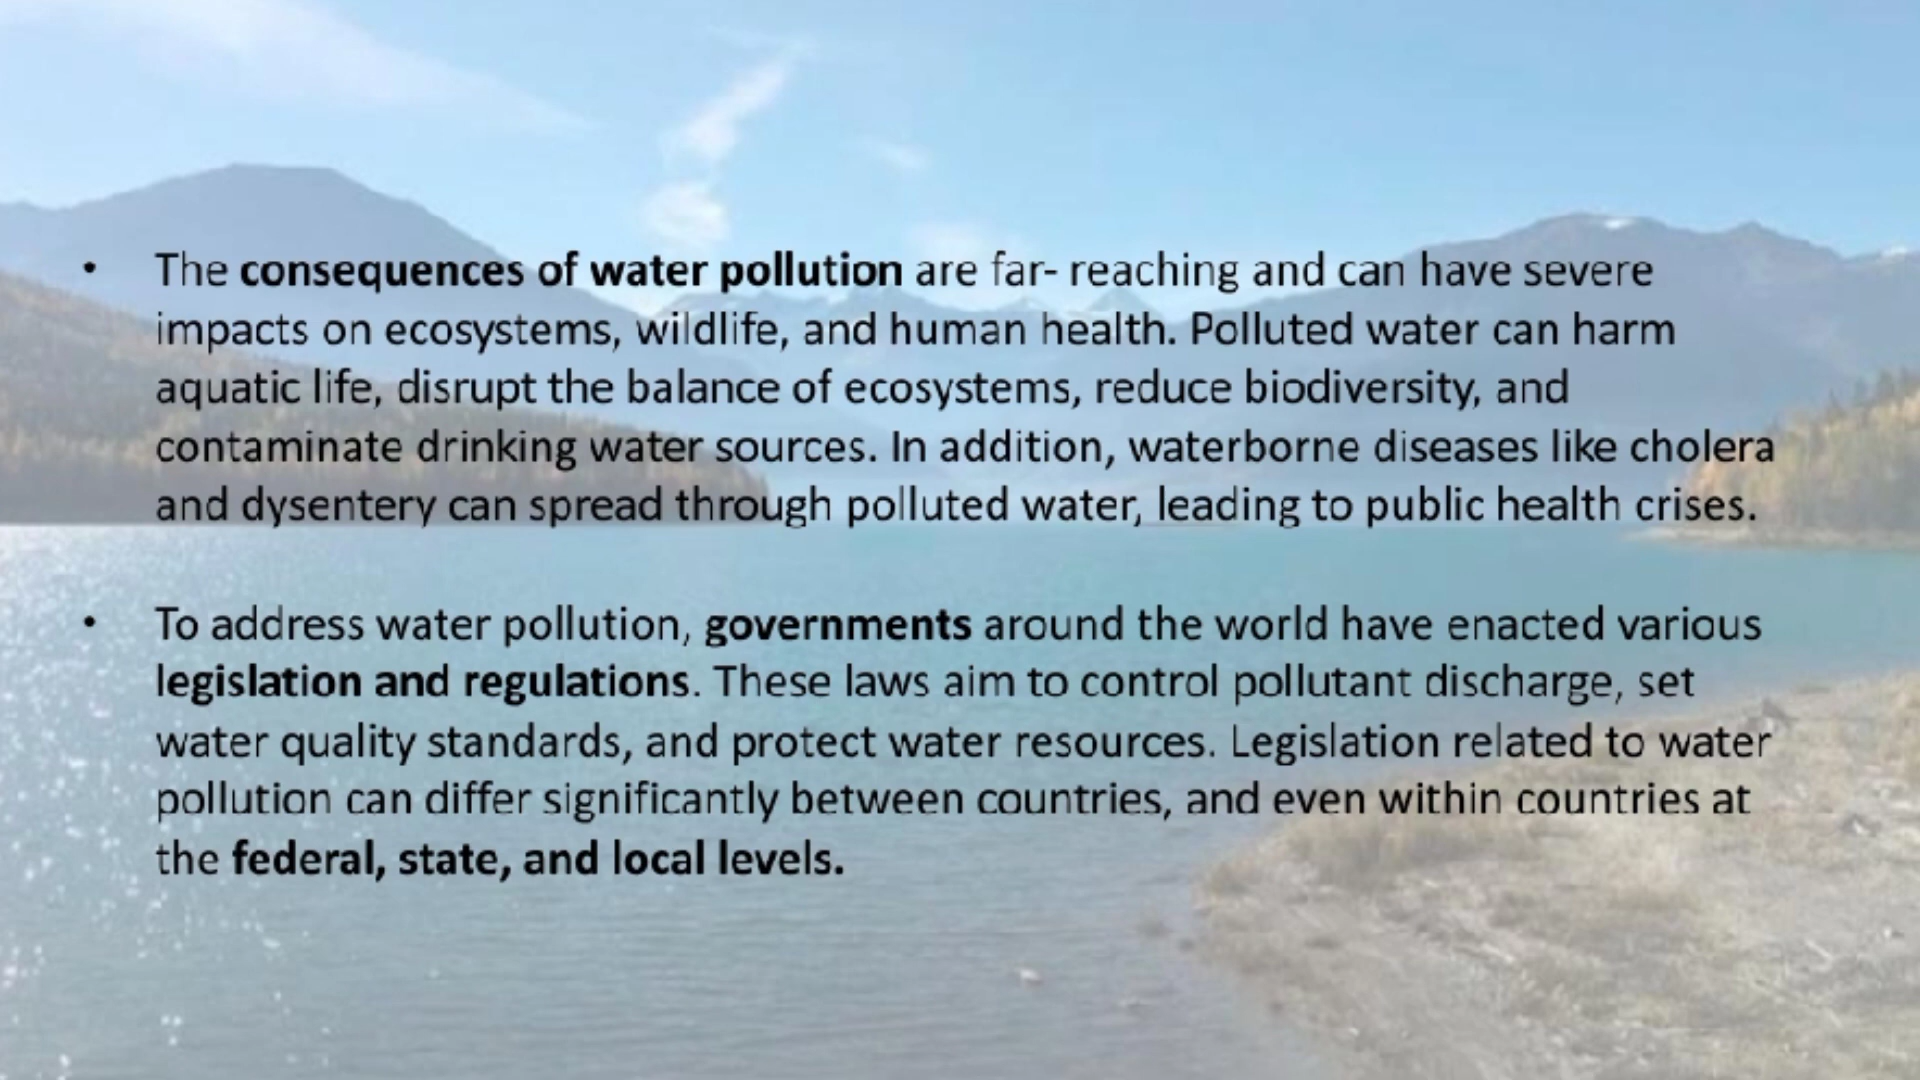 • The consequences of water pollution are far- reaching and can have severe
impacts on ecosystems, wildlife, and human health. Polluted water can harm
aquatic life, disrupt the balance of ecosystems, reduce biodiversity, and
contaminate drinking water sources. In addition, waterborne diseases like cholera
and dysentery can spread through polluted water, leading to public health crises.
• To address water pollution, governments around the world have enacted various
legislation and regulations. These laws aim to control pollutant discharge, set
water quality standards, and protect water resources. Legislation related to water
pollution can differ significantly between countries, and even within countries at
the federal, state, and local levels.